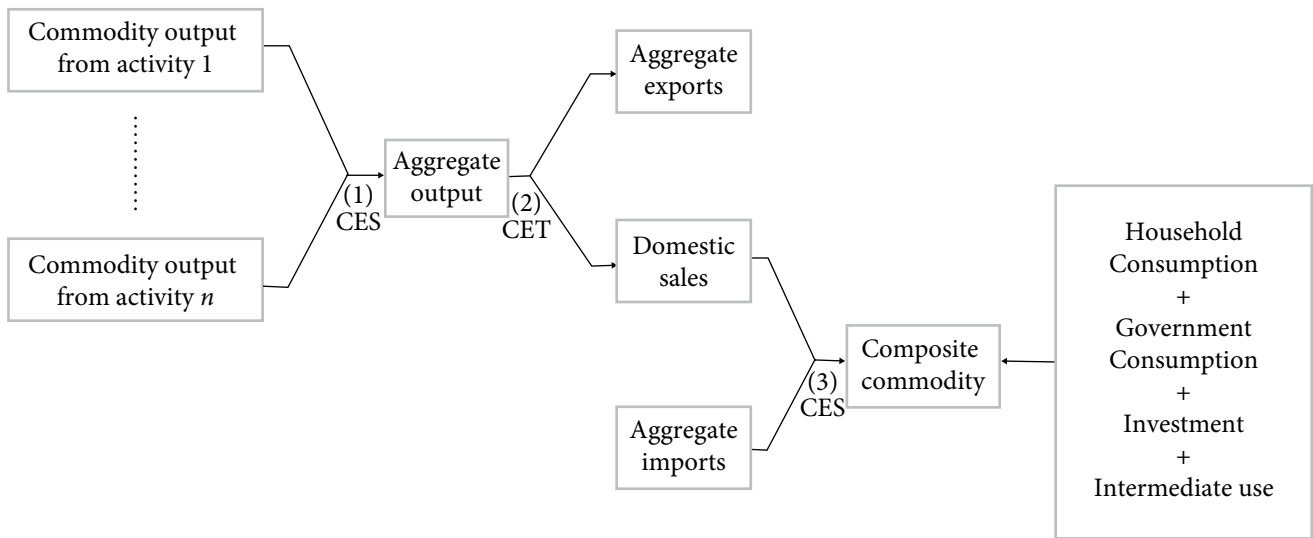 Commodity output
from activity 1
Commodity output
from activity n
(1)
CES
Aggregate
output
(2)
CET
Aggregate
exports
Domestic
sales
Aggregate
imports
(3)
CES
Composite
commodity
Household
Consumption
+
Government
Consumption
+
Investment
+
Intermediate use